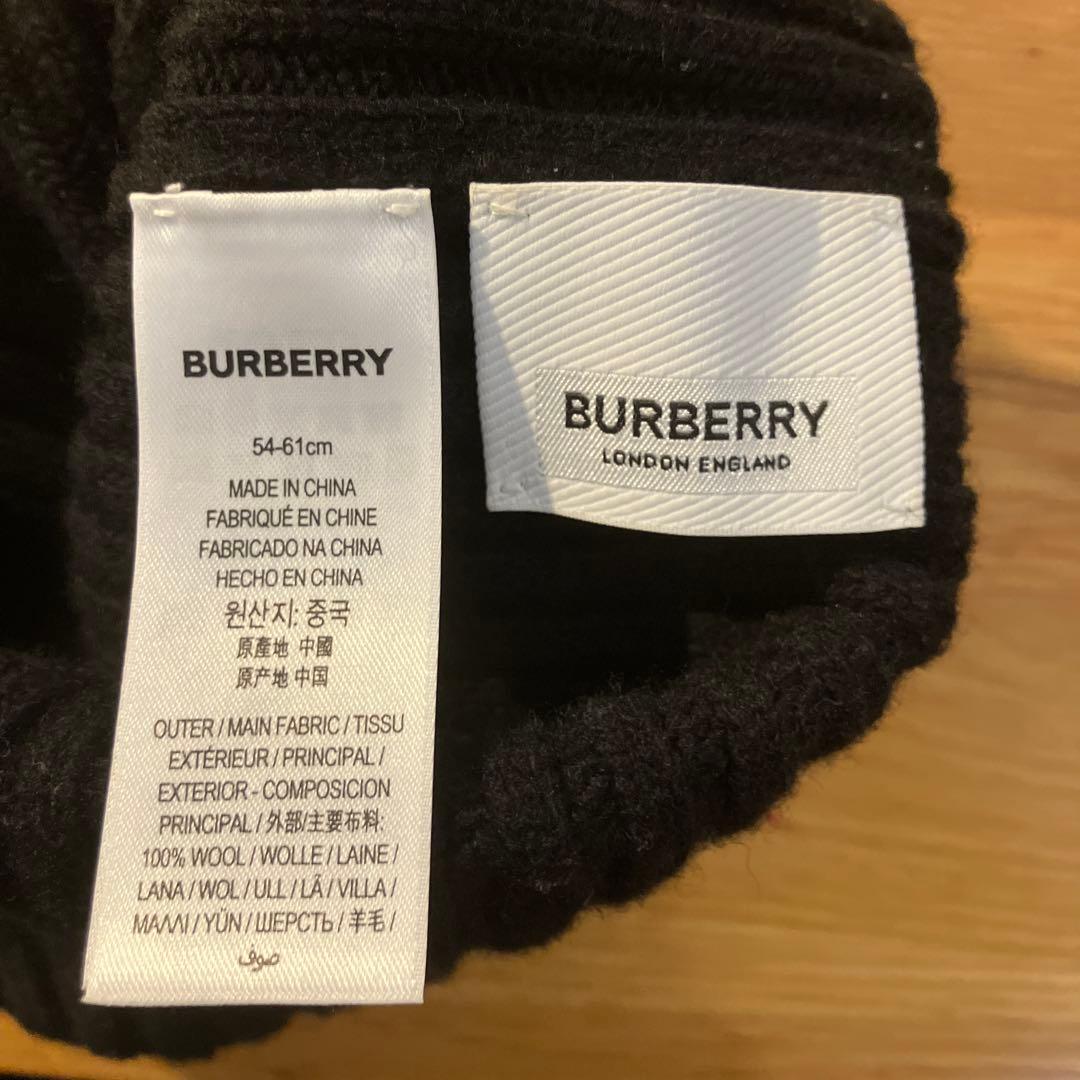 BURBERRY
54-61cm
MADE IN CHINA
FABRIQUÉ EN CHINE
FABRICADO NA CHINA
HECHO EN CHINA
원산지: 중국
原產地 中國
原产地 中国
OUTER / MAIN FABRIC / TISSU
EXTÉRIEUR / PRINCIPAL /
EXTERIOR - COMPOSICION
PRINCIPAL / 外部/主要布料:
100% WOOL / WOLLE / LAINE /
LANA / WOL / ULL / LÃ / VILLA /
ΜΑΛΛΙ / YÜN / ШЕРСТЬ / 羊毛 /
صوف
BURBERRY
LONDON ENGLAND